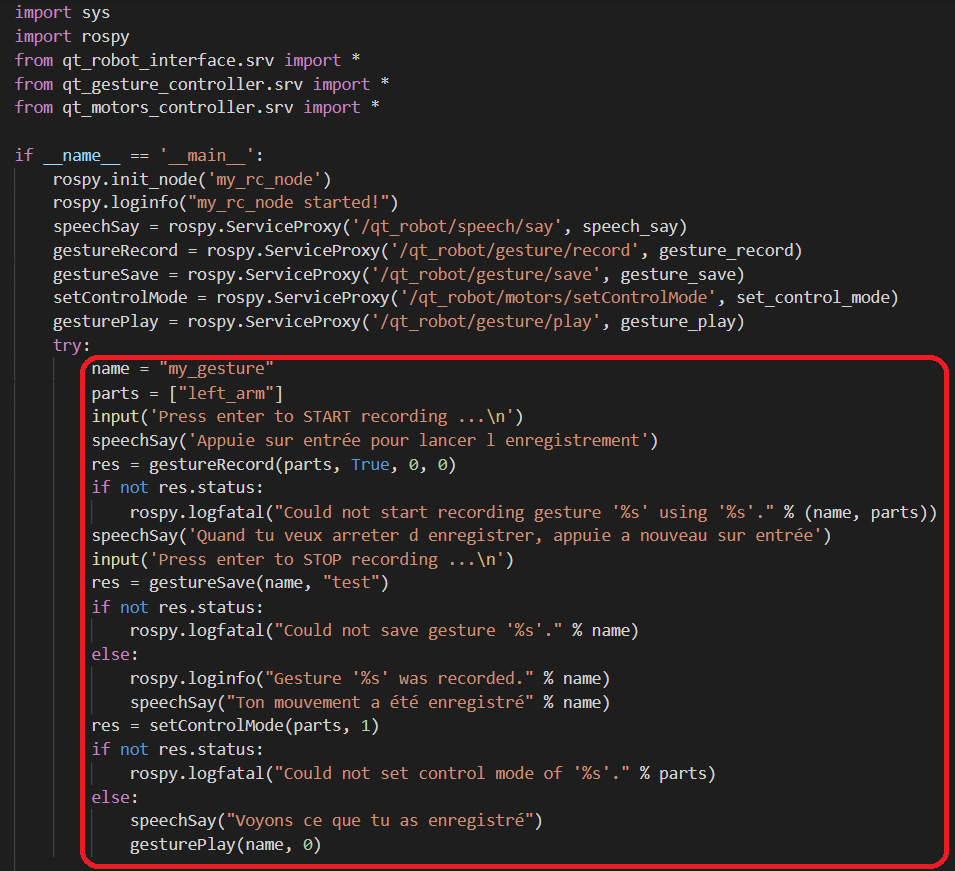 import sys
import rospy
from qt_robot_interface.srv import *
from qt_gesture_controller.srv import *
from qt_motors_controller.srv import *
if __name__ == '__main__':
rospy.init_node('my_rc_node')
rospy.loginfo("my_rc_node started!")
speechSay = rospy.ServiceProxy('/qt_robot/speech/say', speech_say)
gestureRecord = rospy.ServiceProxy('/qt_robot/gesture/record', gesture_record)
gestureSave = rospy.ServiceProxy('/qt_robot/gesture/save', gesture_save)
setControlMode = rospy.ServiceProxy('/qt_robot/motors/setControlMode', set_control_mode)
gesturePlay = rospy.ServiceProxy('/qt_robot/gesture/play', gesture_play)
try:
name = "my_gesture"
parts = ["left_arm"]
input('Press enter to START recording ...\n')
speechSay('Appuie sur entrée pour lancer l enregistrement')
res = gestureRecord(parts, True, 0, 0)
if not res.status:
rospy.logfatal("Could not start recording gesture '%s' using '%s'." % (name, parts))
speechSay('Quand tu veux arreter d enregistrer, appuie a nouveau sur entrée')
input('Press enter to STOP recording ...\n')
res = gestureSave(name, "test")
if not res.status:
rospy.logfatal("Could not save gesture '%s'." % name)
else:
rospy.loginfo("Gesture '%s' was recorded." % name)
speechSay("Ton mouvement a été enregistré" % name)
res = setControlMode(parts, 1)
if not res.status:
rospy.logfatal("Could not set control mode of '%s'." % parts)
else:
speechSay("Voyons ce que tu as enregistré")
gesturePlay(name, 0)